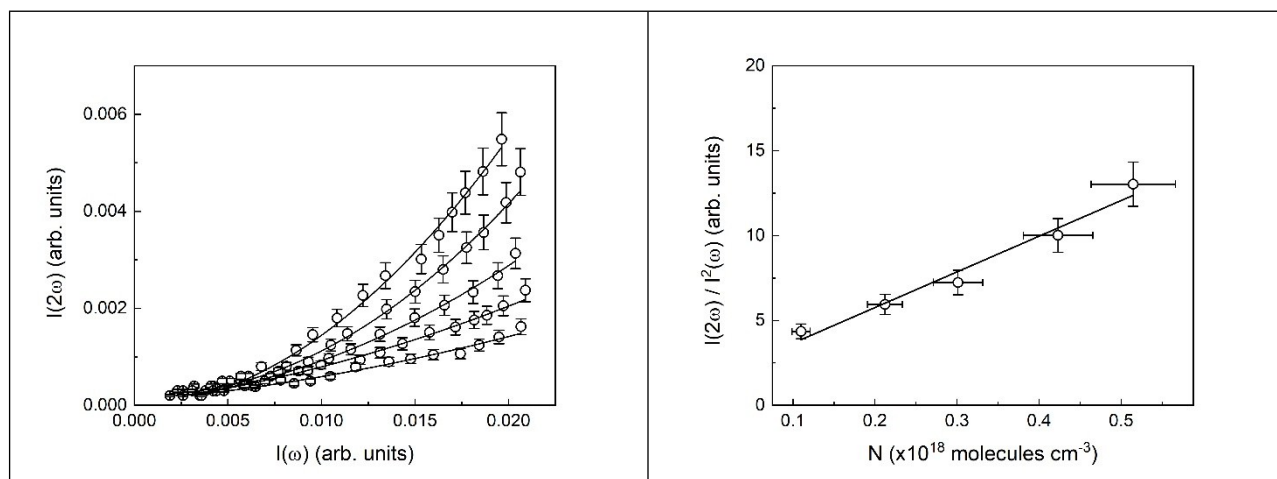 0.006
0.004
0.002
0.000
0.000 0.005 0.010 0.015 0.020
I(ω) (arb. units)
I(2ω) (arb. units)
20
15
10
5
0
0.1 0.2 0.3 0.4 0.5
N (x10¹⁸ molecules cm⁻³)
I(2ω) / I²(ω) (arb. units)